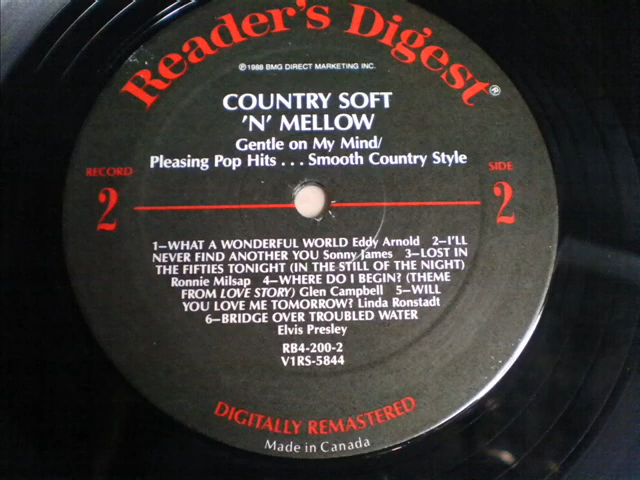 Reader's Digest®
℗1988 BMG DIRECT MARKETING INC.
COUNTRY SOFT
'N' MELLOW
Gentle on My Mind/
Pleasing Pop Hits . . . Smooth Country Style
RECORD
2
SIDE
2
1—WHAT A WONDERFUL WORLD Eddy Arnold 2—I'LL
NEVER FIND ANOTHER YOU Sonny James 3—LOST IN
THE FIFTIES TONIGHT (IN THE STILL OF THE NIGHT)
Ronnie Milsap 4—WHERE DO I BEGIN? (THEME
FROM LOVE STORY) Glen Campbell 5—WILL
YOU LOVE ME TOMORROW? Linda Ronstadt
6—BRIDGE OVER TROUBLED WATER
Elvis Presley
RB4-200-2
V1RS-5844
DIGITALLY REMASTERED
Made in Canada